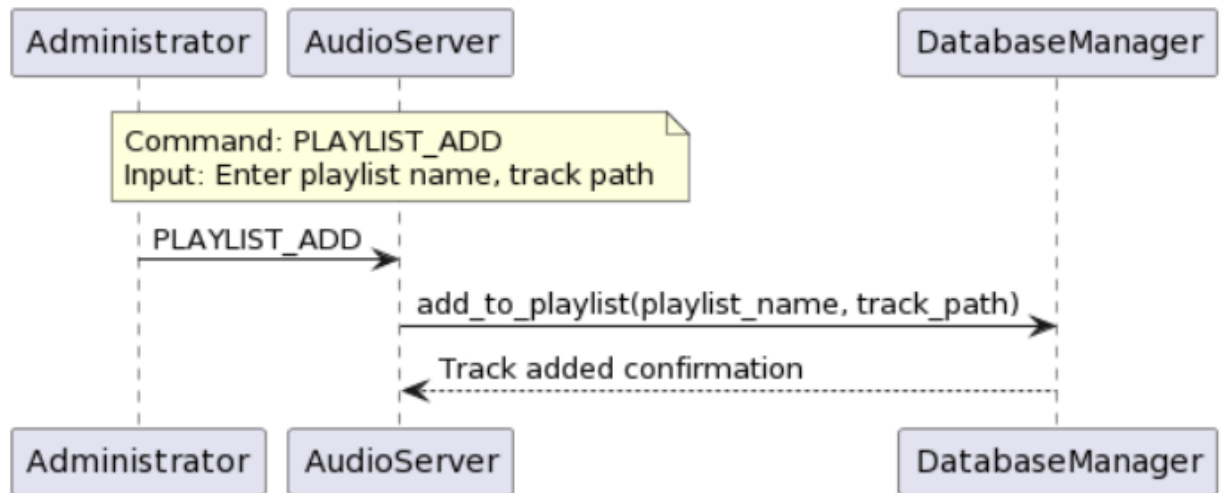 Administrator
AudioServer
DatabaseManager
Command: PLAYLIST_ADD
Input: Enter playlist name, track path
PLAYLIST_ADD
add_to_playlist(playlist_name, track_path)
Track added confirmation
Administrator
AudioServer
DatabaseManager